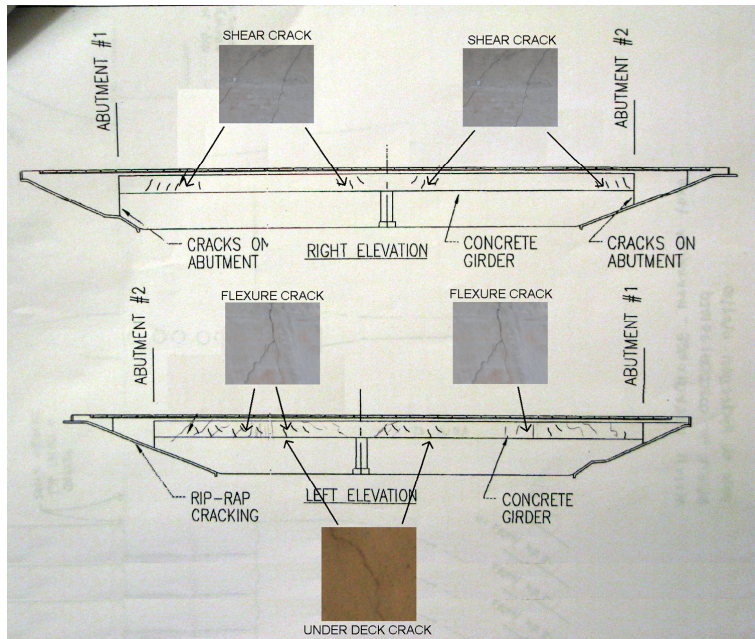 SHEAR CRACK
SHEAR CRACK
ABUTMENT #1
ABUTMENT #2
CRACKS ON
ABUTMENT
RIGHT ELEVATION
CONCRETE
GIRDER
CRACKS ON
ABUTMENT
ABUTMENT #2
FLEXURE CRACK
FLEXURE CRACK
ABUTMENT #1
RIP-RAP
CRACKING
LEFT ELEVATION
CONCRETE
GIRDER
UNDER DECK CRACK